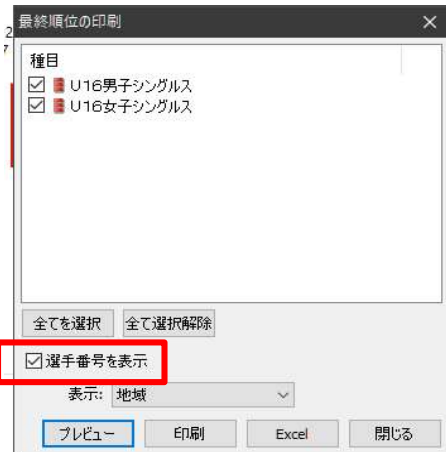 2
7
最終順位の印刷
種目
U16男子シングルス
U16女子シングルス
全てを選択 全て選択解除
選手番号を表示
表示: 地域
プレビュー 印刷 Excel 閉じる